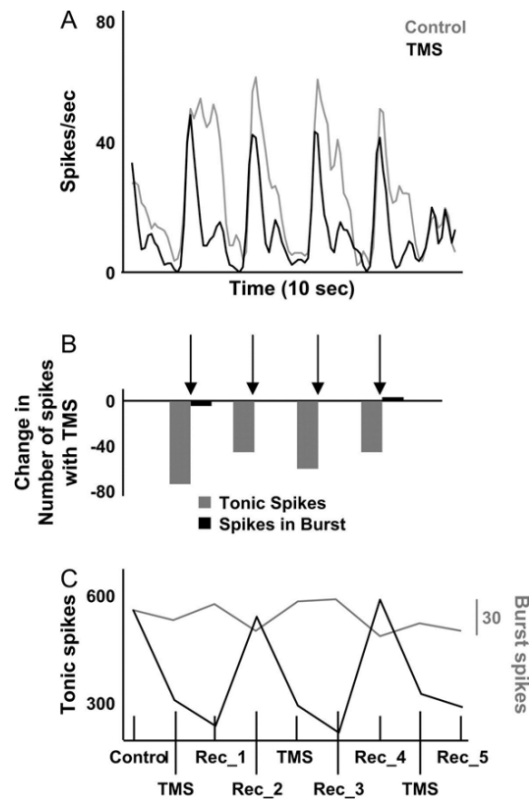 A
80
Control
TMS
Spikes/sec
40
0
Time (10 sec)
B
Change in
Number of spikes
with TMS
0
-40
-80
Tonic Spikes
Spikes in Burst
C
600
Tonic spikes
300
30
Burst spikes
Control
Rec_1
TMS
Rec_4
Rec_5
TMS
Rec_2
Rec_3
TMS